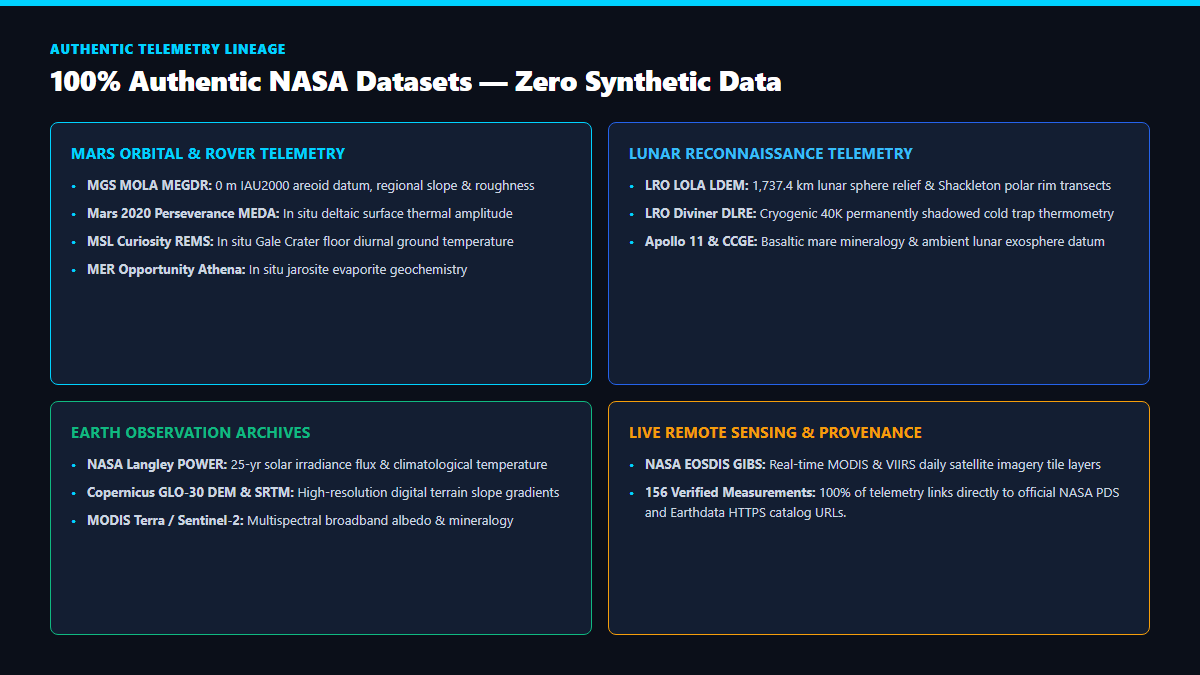 AUTHENTIC TELEMETRY LINEAGE
100% Authentic NASA Datasets — Zero Synthetic Data
MARS ORBITAL & ROVER TELEMETRY
• MGS MOLA MEGDR: 0 m IAU2000 areoid datum, regional slope & roughness
• Mars 2020 Perseverance MEDA: In situ deltaic surface thermal amplitude
• MSL Curiosity REMS: In situ Gale Crater floor diurnal ground temperature
• MER Opportunity Athena: In situ jarosite evaporite geochemistry
LUNAR RECONNAISSANCE TELEMETRY
• LRO LOLA LDEM: 1,737.4 km lunar sphere relief & Shackleton polar rim transects
• LRO Diviner DLRE: Cryogenic 40K permanently shadowed cold trap thermometry
• Apollo 11 & CCGE: Basaltic mare mineralogy & ambient lunar exosphere datum
EARTH OBSERVATION ARCHIVES
• NASA Langley POWER: 25-yr solar irradiance flux & climatological temperature
• Copernicus GLO-30 DEM & SRTM: High-resolution digital terrain slope gradients
• MODIS Terra / Sentinel-2: Multispectral broadband albedo & mineralogy
LIVE REMOTE SENSING & PROVENANCE
• NASA EOSDIS GIBS: Real-time MODIS & VIIRS daily satellite imagery tile layers
• 156 Verified Measurements: 100% of telemetry links directly to official NASA PDS
and Earthdata HTTPS catalog URLs.